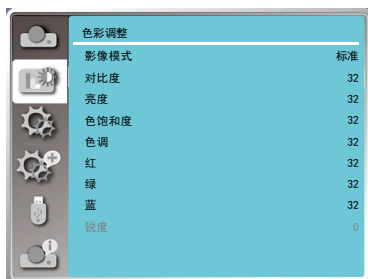 色彩调整
影像模式 标准
对比度 32
亮度 32
色饱和度 32
色调 32
红 32
绿 32
蓝 32
锐度 0